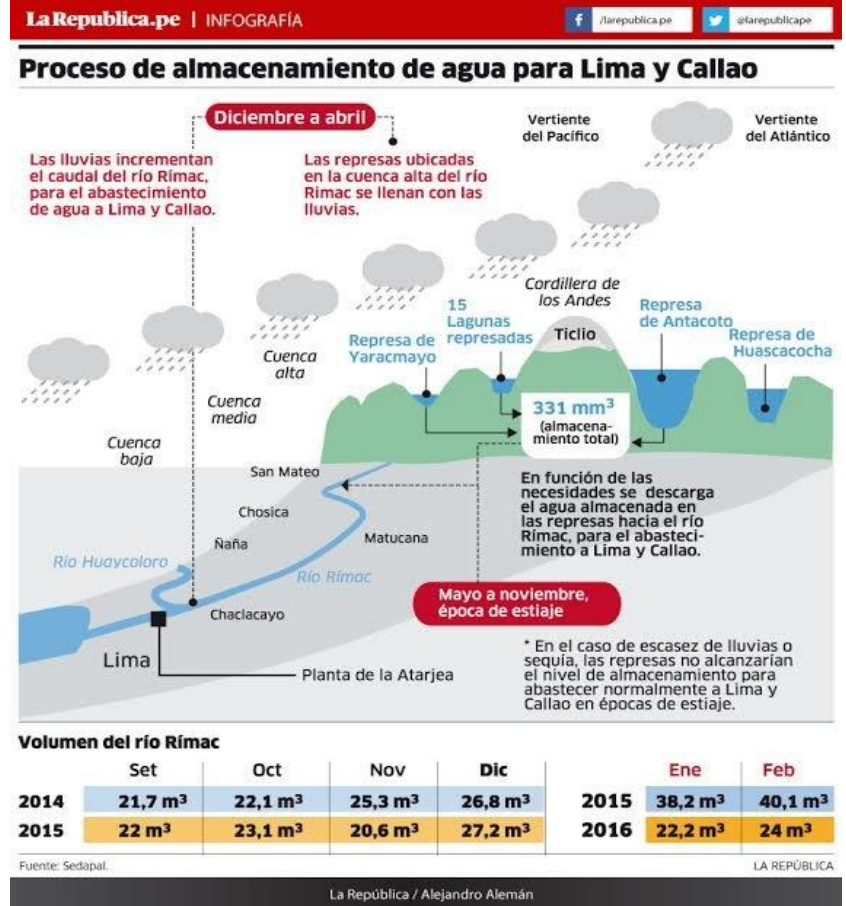 LaRepublica.pe | INFOGRAFÍA
/larepublica.pe
@larepublicape
Proceso de almacenamiento de agua para Lima y Callao
Diciembre a abril
Las lluvias incrementan
el caudal del río Rímac,
para el abastecimiento
de agua a Lima y Callao.
Las represas ubicadas
en la cuenca alta del río
Rimac se llenan con las
lluvias.
Vertiente
del Pacífico
Vertiente
del Atlántico
Cordillera de
los Andes
Ticlio
15
Lagunas
represadas
Represa de
Yaracmayo
Represa
de Antacoto
Represa de
Huascacocha
Cuenca
alta
Cuenca
media
Cuenca
baja
331 mm³
(almacena-
miento total)
San Mateo
Chosica
Ñaña
Matucana
Río Huaycoloro
Río Rímac
Chaclacayo
Lima
Planta de la Atarjea
En función de las
necesidades se descarga
el agua almacenada en
las represas hacia el río
Rímac, para el abasteci-
miento a Lima y Callao.
Mayo a noviembre,
época de estiaje
* En el caso de escasez de lluvias o
sequía, las represas no alcanzarían
el nivel de almacenamiento para
abastecer normalmente a Lima y
Callao en épocas de estiaje.
Volumen del río Rímac
Set Oct Nov Dic Ene Feb
2014 21,7 m³ 22,1 m³ 25,3 m³ 26,8 m³ 2015 38,2 m³ 40,1 m³
2015 22 m³ 23,1 m³ 20,6 m³ 27,2 m³ 2016 22,2 m³ 24 m³
Fuente: Sedapal.
LA REPÚBLICA
La República / Alejandro Alemán